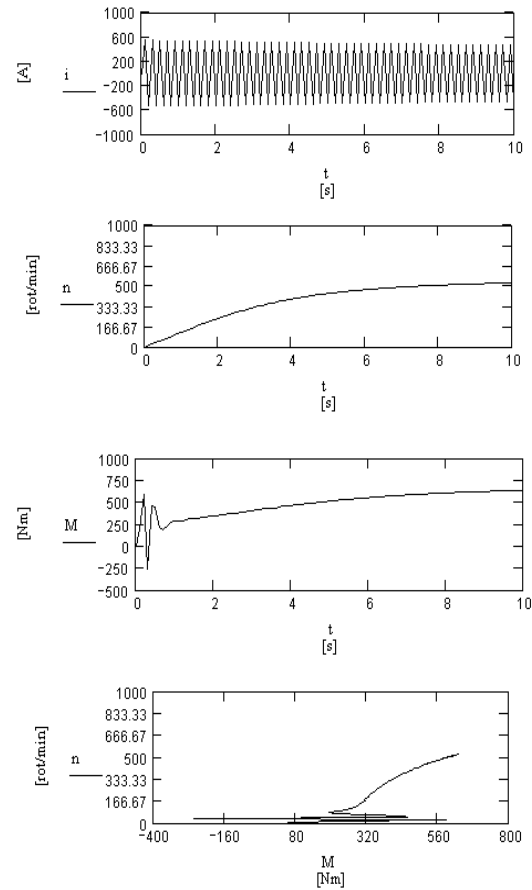 1000
600
[A] i 200
−200
−600
−1000
0 2 4 6 8 10
t
[s]
1000
833.33
666.67
[rot/min] n 500
333.33
166.67
0
0 2 4 6 8 10
t
[s]
1000
750
500
[Nm] M 250
0
−250
−500
0 2 4 6 8 10
t
[s]
1000
833.33
666.67
[rot/min] n 500
333.33
166.67
0
−400 −160 80 320 560 800
M
[Nm]